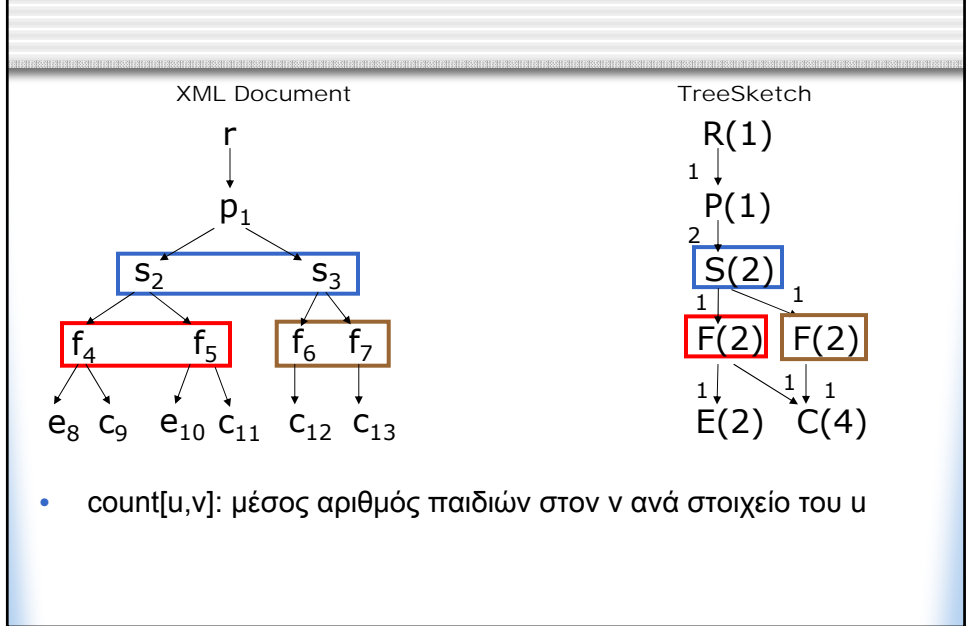 XML Document TreeSketch
r R(1)
1
p₁ P(1)
2
s₂ s₃ S(2)
1 1
f₄ f₅ f₆ f₇ F(2) F(2)
1 1 1
e₈ c₉ e₁₀ c₁₁ c₁₂ c₁₃ E(2) C(4)
• count[u,v]: μέσος αριθμός παιδιών στον v ανά στοιχείο του u